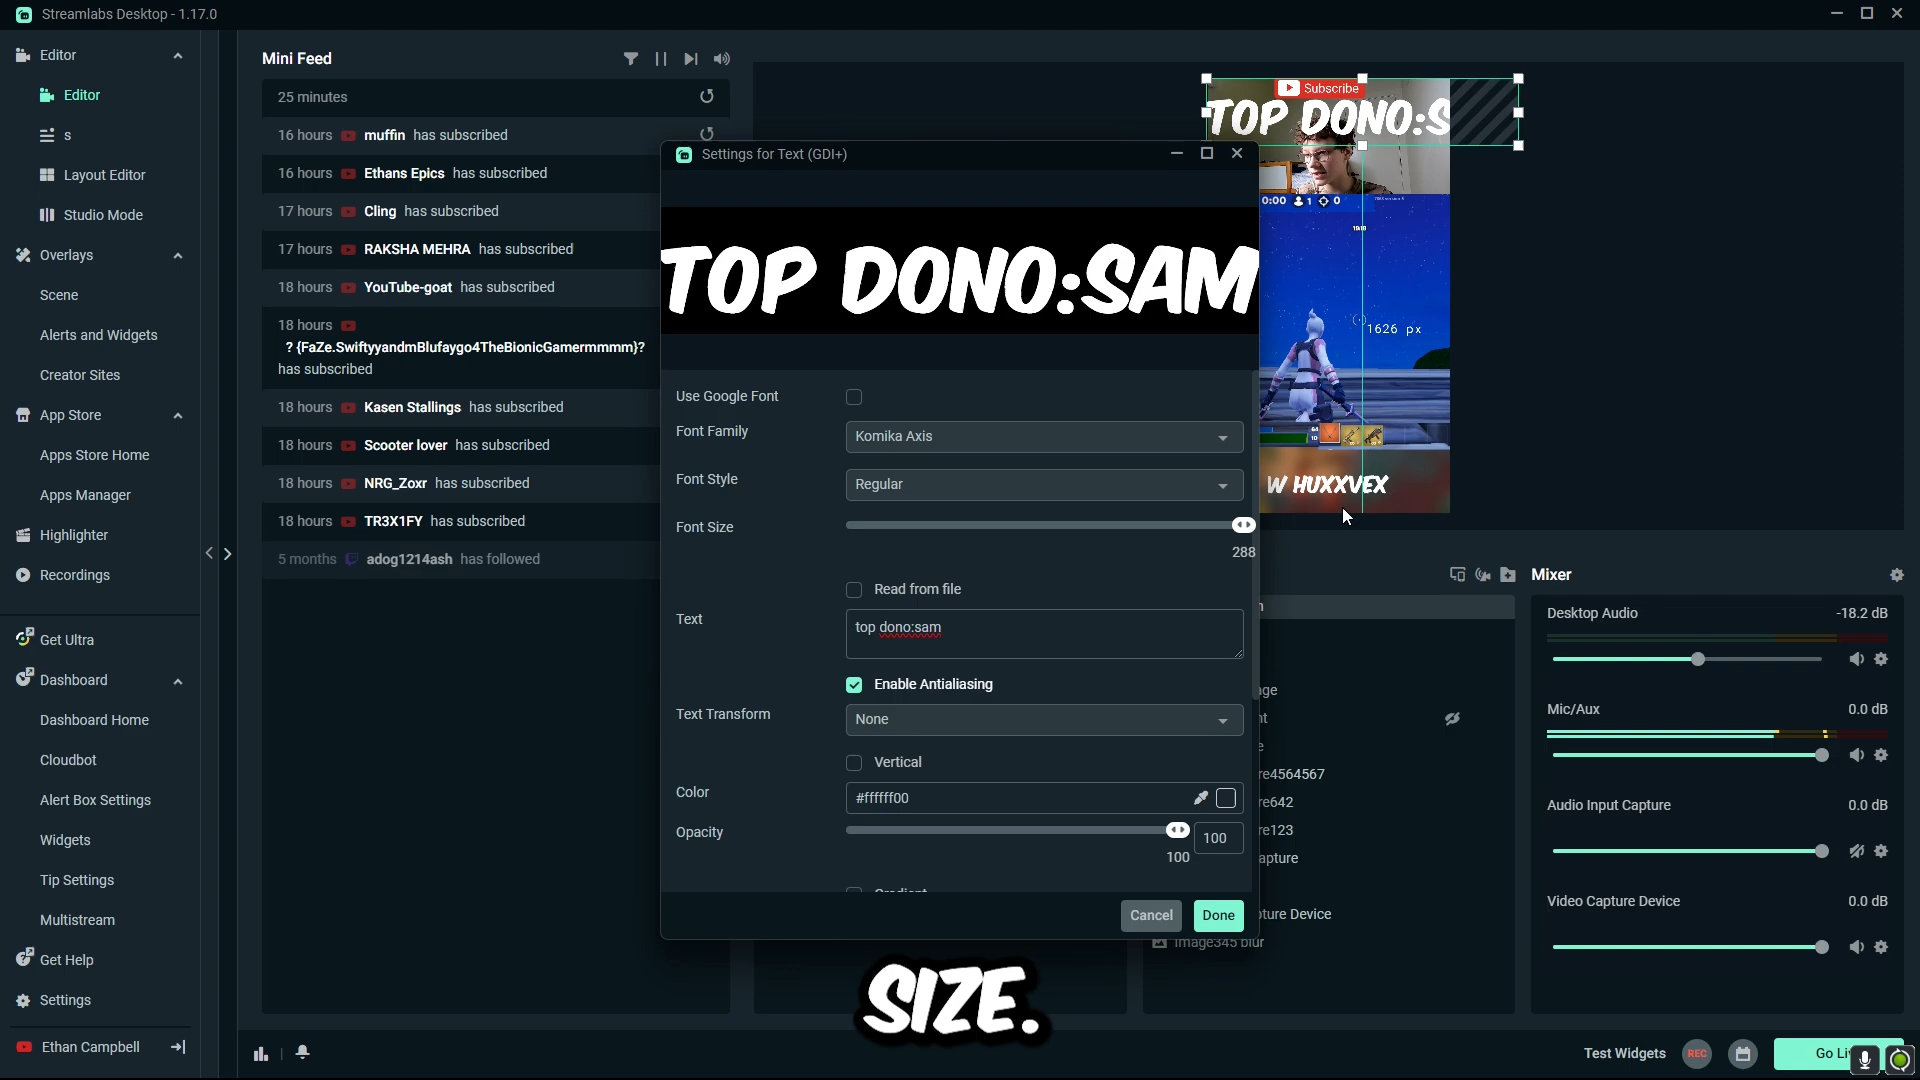 Streamlabs Desktop - 1.17.0
Editor
Editor
s
Layout Editor
Studio Mode
Overlays
Scene
Alerts and Widgets
Creator Sites
App Store
Apps Store Home
Apps Manager
Highlighter
Recordings
Get Ultra
Dashboard
Dashboard Home
Cloudbot
Alert Box Settings
Widgets
Tip Settings
Multistream
Get Help
Settings
Ethan Campbell
Mini Feed
25 minutes
16 hours muffin has subscribed
16 hours Ethans Epics has subscribed
17 hours Cling has subscribed
17 hours RAKSHA MEHRA has subscribed
18 hours YouTube-goat has subscribed
18 hours
? {FaZe.SwiftyyandmBlufaygo4TheBionicGamermmmm}?
has subscribed
18 hours Kasen Stallings has subscribed
18 hours Scooter lover has subscribed
18 hours NRG_Zoxr has subscribed
18 hours TR3X1FY has subscribed
5 months adog1214ash has followed
Settings for Text (GDI+)
TOP DONO:SAM
Use Google Font
Font Family
Komika Axis
Font Style
Regular
Font Size
288
Read from file
Text
top dono:sam
Enable Antialiasing
Text Transform
None
Vertical
Color
#ffffff00
Opacity
100
100
Cancel
Done
Subscribe
TOP DONO:S
0:00 1 0
1626 px
W HUXXVEX
re4564567
re642
re123
apture
ture Device
Image345 blur
Mixer
Desktop Audio -18.2 dB
Mic/Aux 0.0 dB
Audio Input Capture 0.0 dB
Video Capture Device 0.0 dB
SIZE.
Test Widgets
REC
Go Li